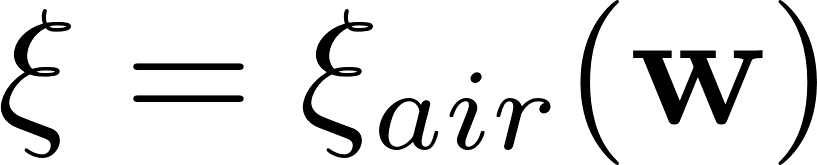 ξ = ξ_{air}(𝐰)